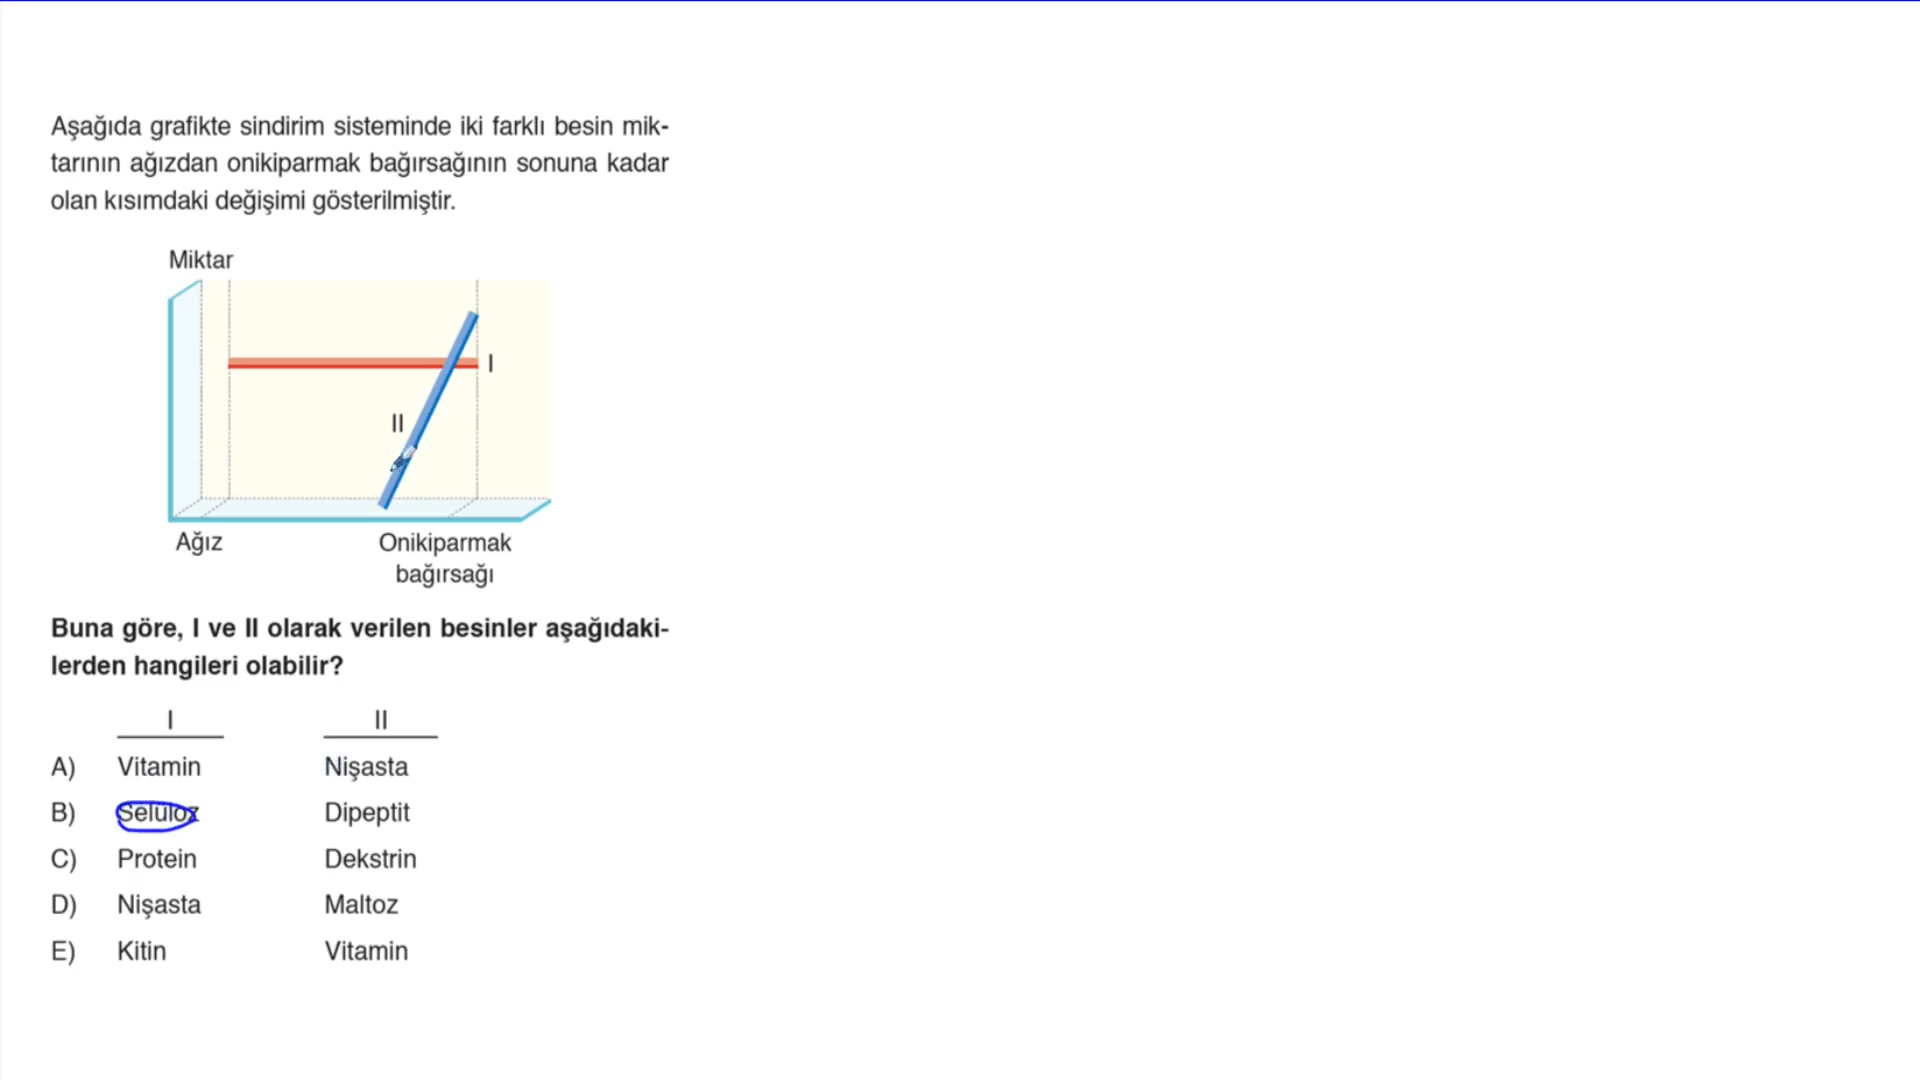 Aşağıda grafikte sindirim sisteminde iki farklı besin mik-
tarının ağızdan onikiparmak bağırsağının sonuna kadar
olan kısımdaki değişimi gösterilmiştir.
Miktar
I
II
Ağız
Onikiparmak
bağırsağı
Buna göre, I ve II olarak verilen besinler aşağıdaki-
lerden hangileri olabilir?
I II
A) Vitamin Nişasta
B) Selüloz Dipeptit
C) Protein Dekstrin
D) Nişasta Maltoz
E) Kitin Vitamin